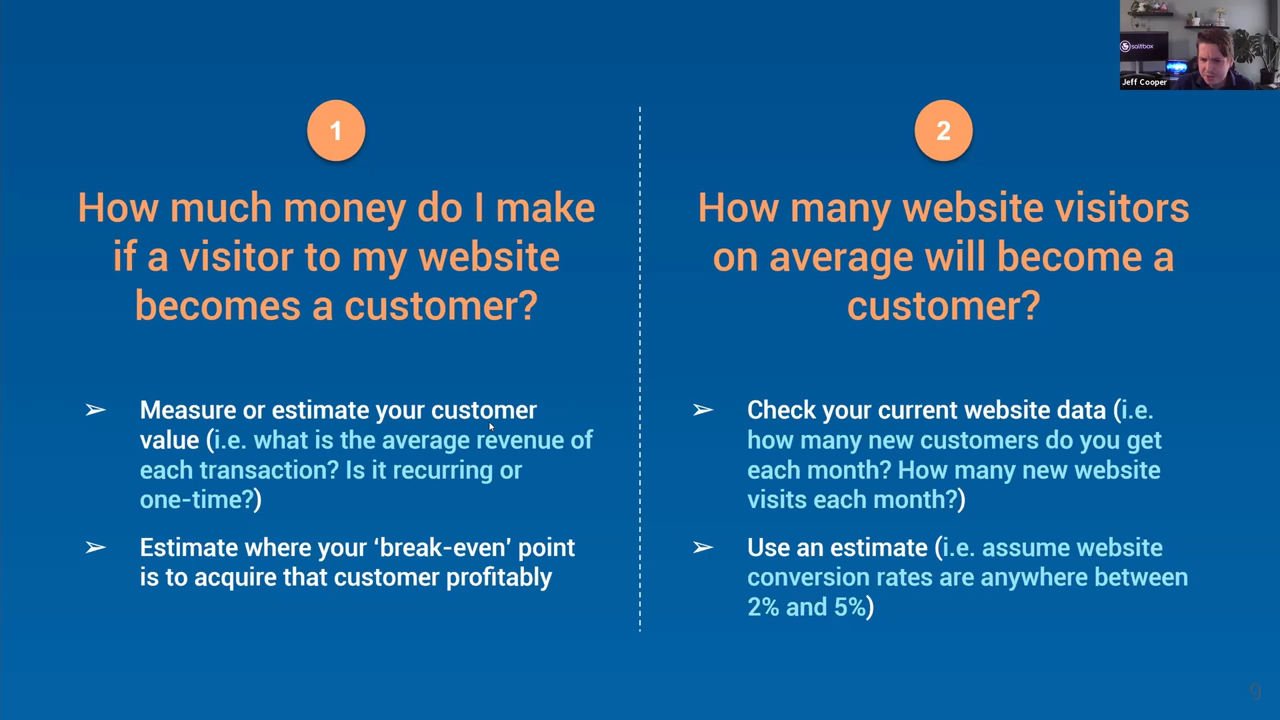 saltbox
Jeff Cooper
1
How much money do I make
if a visitor to my website
becomes a customer?
➢ Measure or estimate your customer
value (i.e. what is the average revenue of
each transaction? Is it recurring or
one-time?)
➢ Estimate where your ‘break-even’ point
is to acquire that customer profitably
2
How many website visitors
on average will become a
customer?
➢ Check your current website data (i.e.
how many new customers do you get
each month? How many new website
visits each month?)
➢ Use an estimate (i.e. assume website
conversion rates are anywhere between
2% and 5%)
9